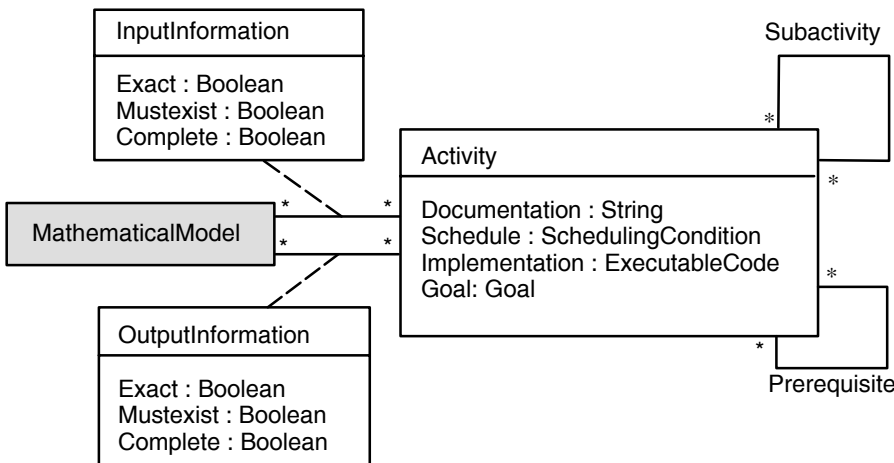 InputInformation
Exact : Boolean
Mustexist : Boolean
Complete : Boolean
Subactivity
*
*
Activity
Documentation : String
Schedule : SchedulingCondition
Implementation : ExecutableCode
Goal: Goal
MathematicalModel
* *
* *
*
*
Prerequisite
OutputInformation
Exact : Boolean
Mustexist : Boolean
Complete : Boolean